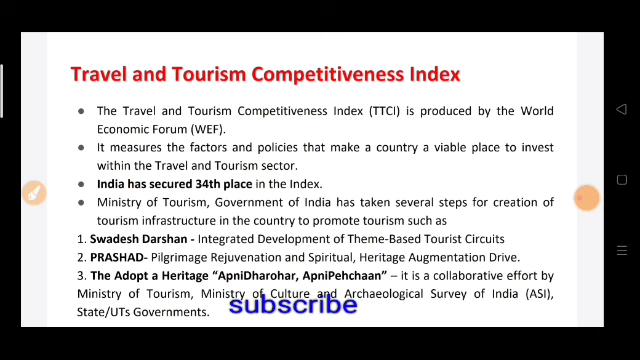 Travel and Tourism Competitiveness Index
● The Travel and Tourism Competitiveness Index (TTCI) is produced by the World
Economic Forum (WEF).
● It measures the factors and policies that make a country a viable place to invest
within the Travel and Tourism sector.
● India has secured 34th place in the Index.
● Ministry of Tourism, Government of India has taken several steps for creation of
tourism infrastructure in the country to promote tourism such as
1. Swadesh Darshan - Integrated Development of Theme-Based Tourist Circuits
2. PRASHAD- Pilgrimage Rejuvenation and Spiritual, Heritage Augmentation Drive.
3. The Adopt a Heritage “ApniDharohar, ApniPehchaan” – it is a collaborative effort by
Ministry of Tourism, Ministry of Culture and Archaeological Survey of India (ASI),
State/UTs Governments.
subscribe